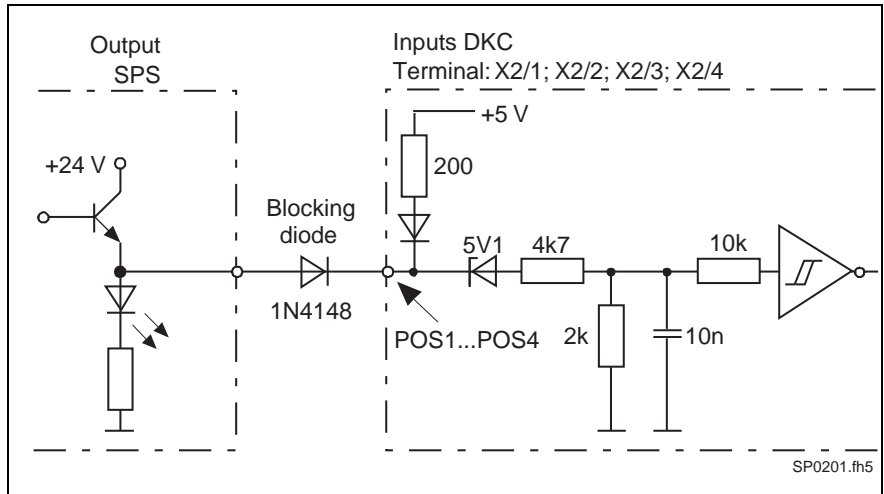 Output
SPS
Inputs DKC
Terminal: X2/1; X2/2; X2/3; X2/4
+5 V
+24 V
200
Blocking
diode
5V1
4k7
10k
1N4148
POS1...POS4
2k
10n
SP0201.fh5